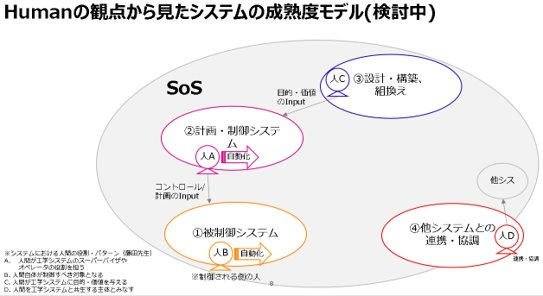 Humanの観点から見たシステムの成熟度モデル(検討中)
SoS
人C
③設計・構築、
組換え
目的・価値
のInput
②計画・制御システ
ム
人A
自動化
コントロール/
計画のInput
①被制御システム
人B
自動化
※制御される側の人
他シス
④他システムとの
連携・協調
人D
連携・協調
※システムにおける人間の役割・パターン（藤田先生）
A. 人間が工学システムのスーパーバイザや
オペレータの役割を担う
B. 人間自体が制御すべき対象となる
C. 人間が工学システムに目的・価値を与える
D. 人間を工学システムと共生する主体とみなす
8